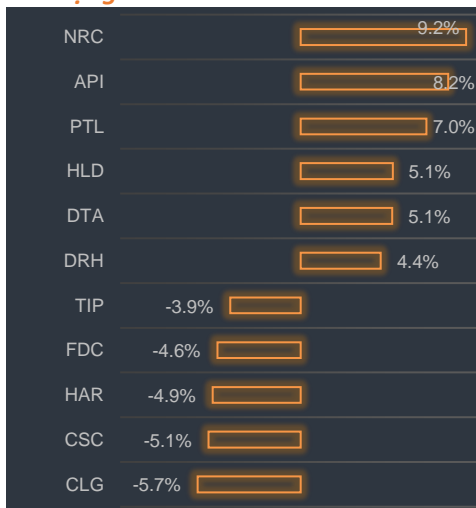 NRC 9.2%
API 8.2%
PTL 7.0%
HLD 5.1%
DTA 5.1%
DRH 4.4%
TIP -3.9%
FDC -4.6%
HAR -4.9%
CSC -5.1%
CLG -5.7%